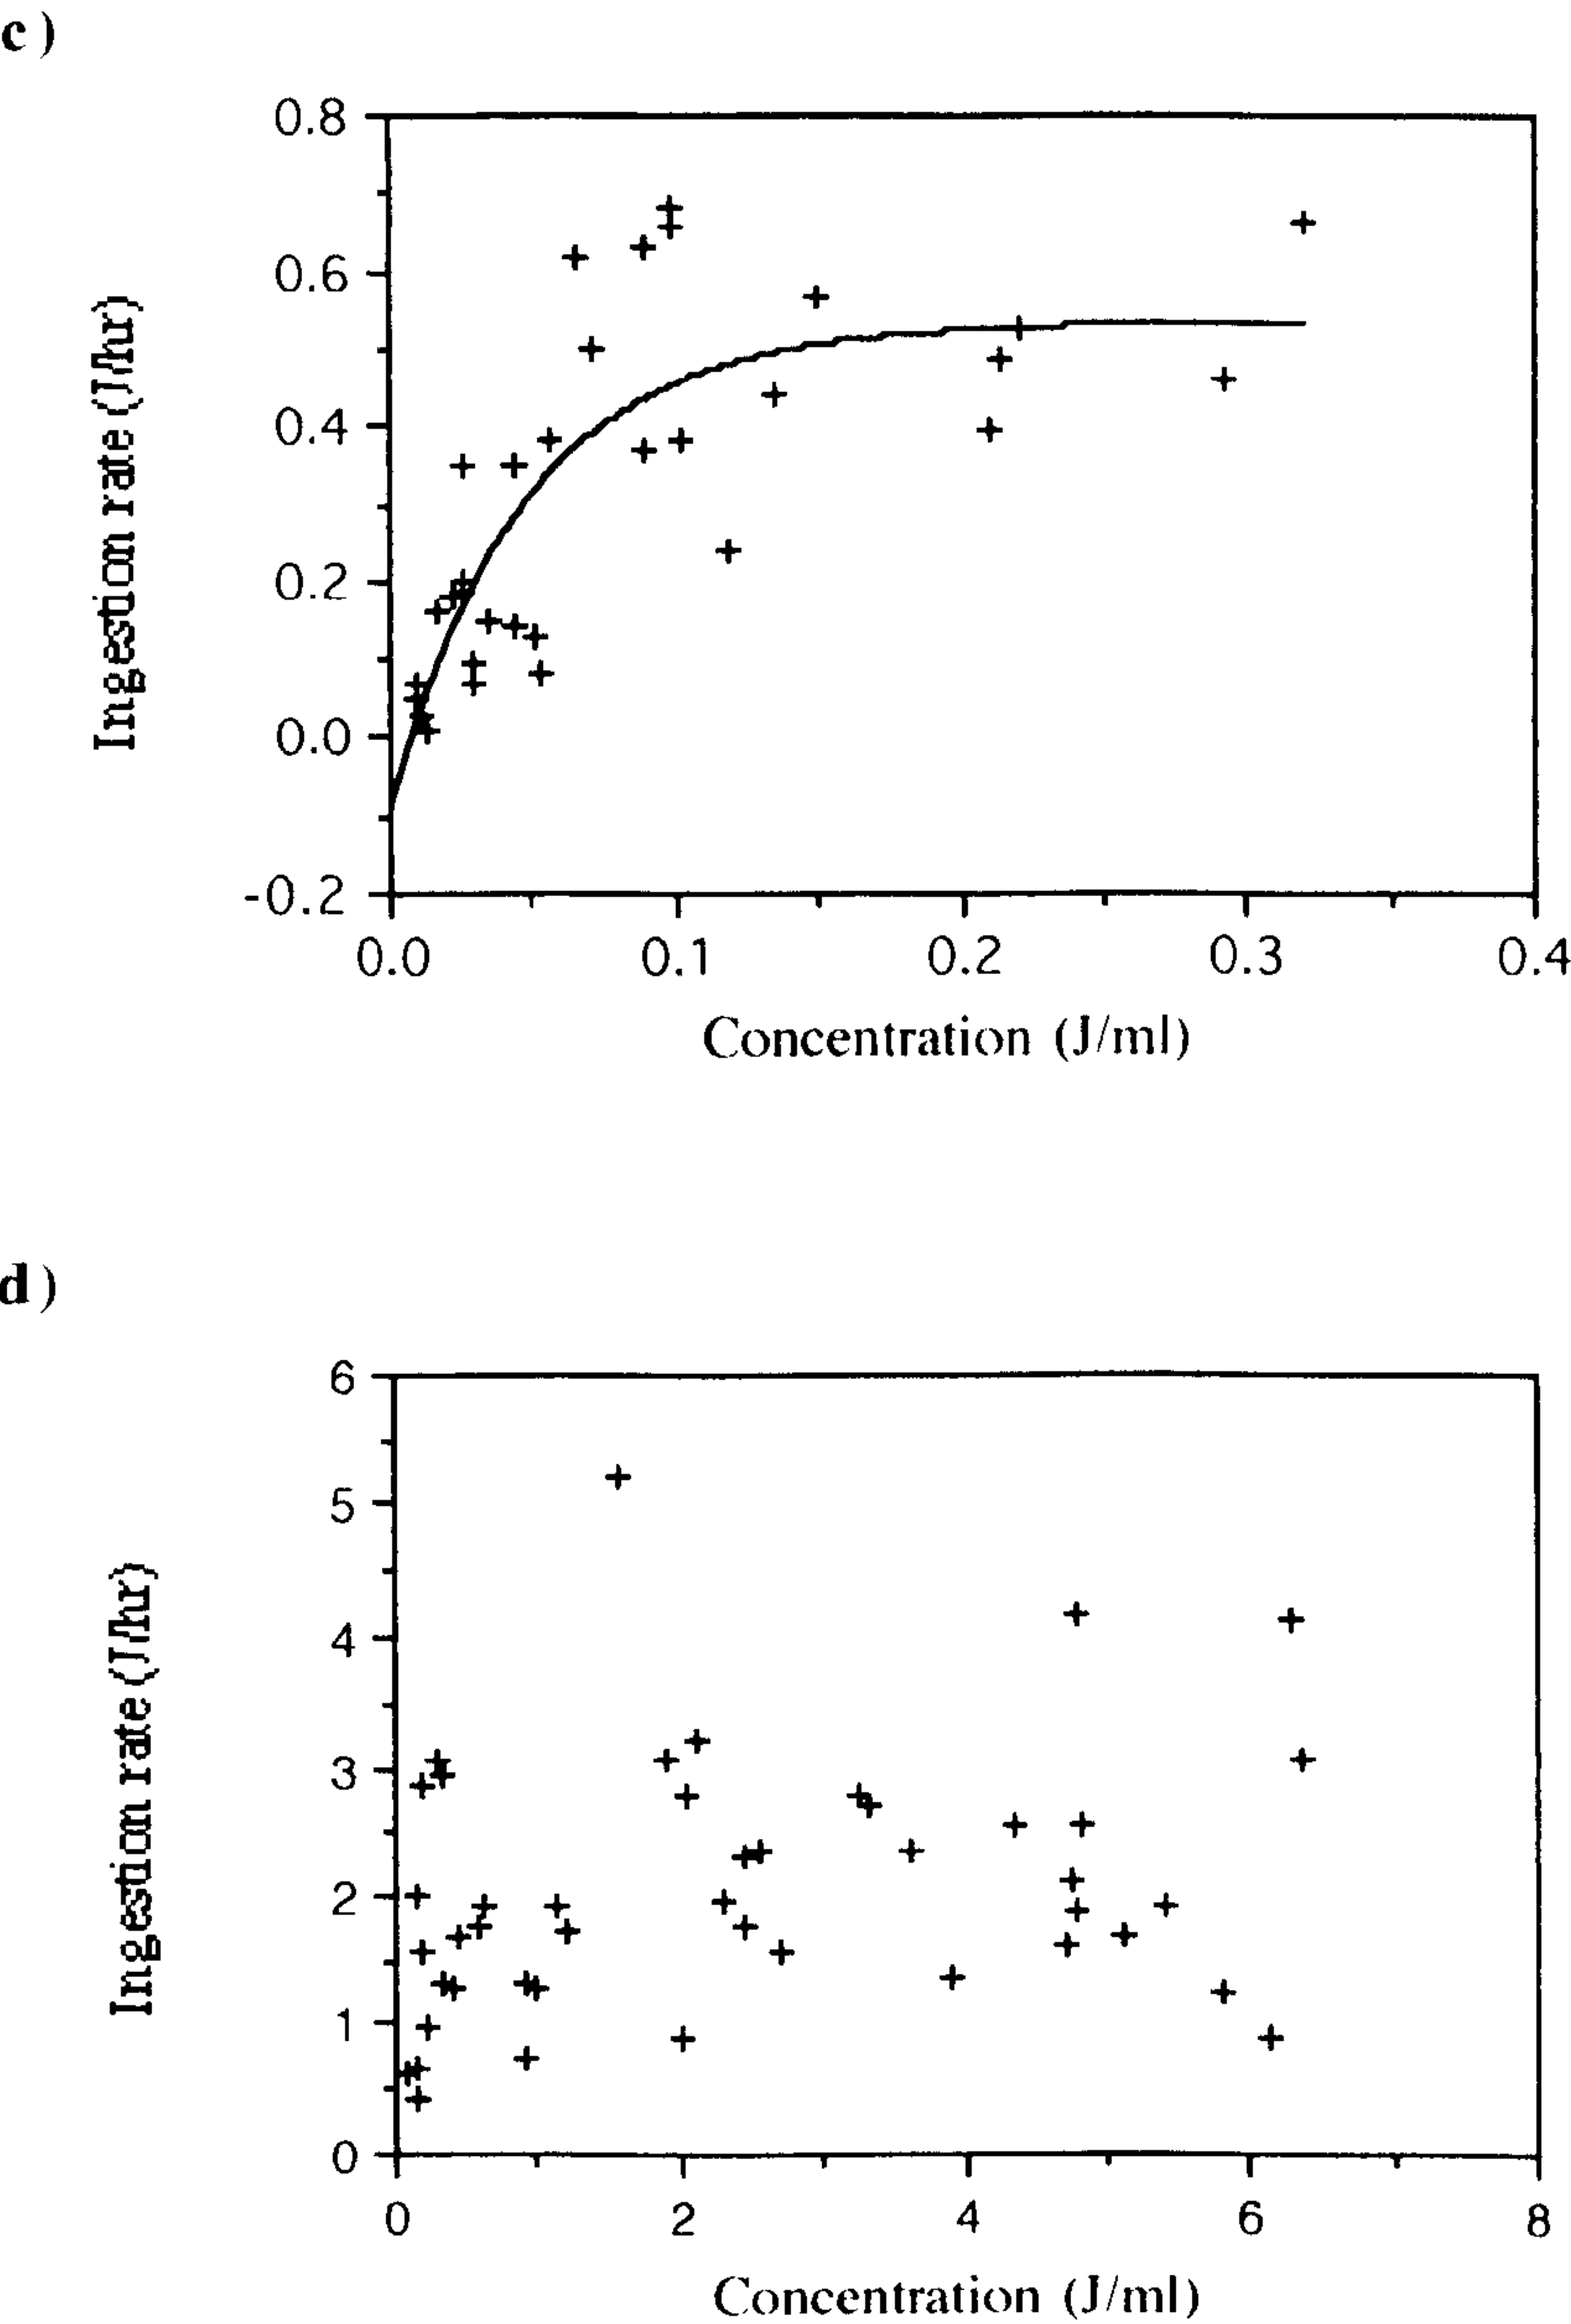 c)
0.8
0.6
0.4
0.2
0.0
-0.2
Ingestion rate (J/hr)
0.0 0.1 0.2 0.3 0.4
Concentration (J/ml)
d)
6
5
4
3
2
1
0
Ingestion rate (J/hr)
0 2 4 6 8
Concentration (J/ml)